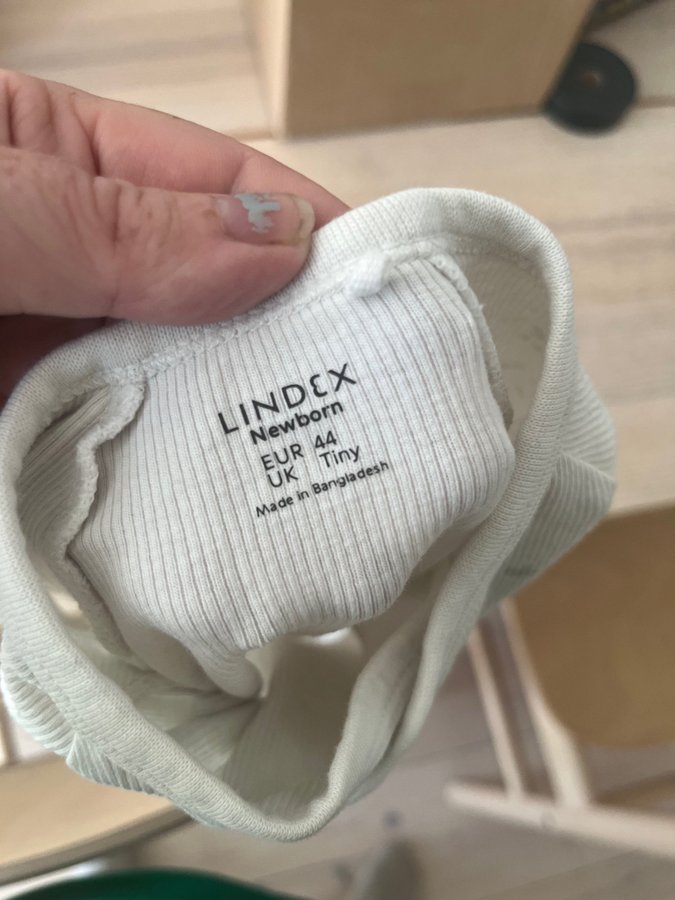 LINDEX
Newborn
EUR 44
UK Tiny
Made in Bangladesh